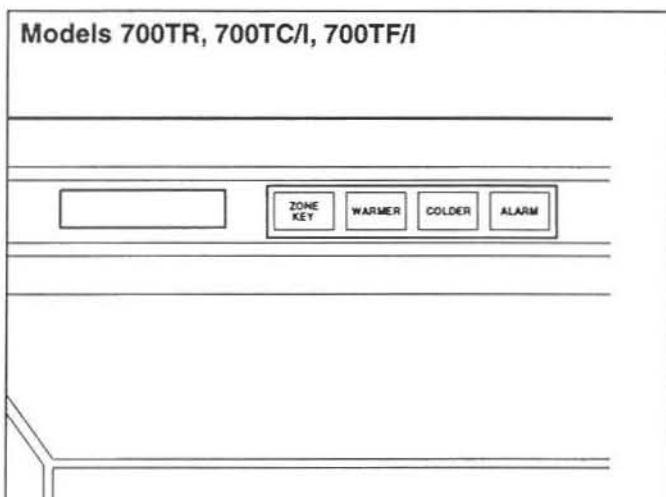 Models 700TR, 700TC/I, 700TF/I
ZONE
KEY
WARMER
COLDER
ALARM